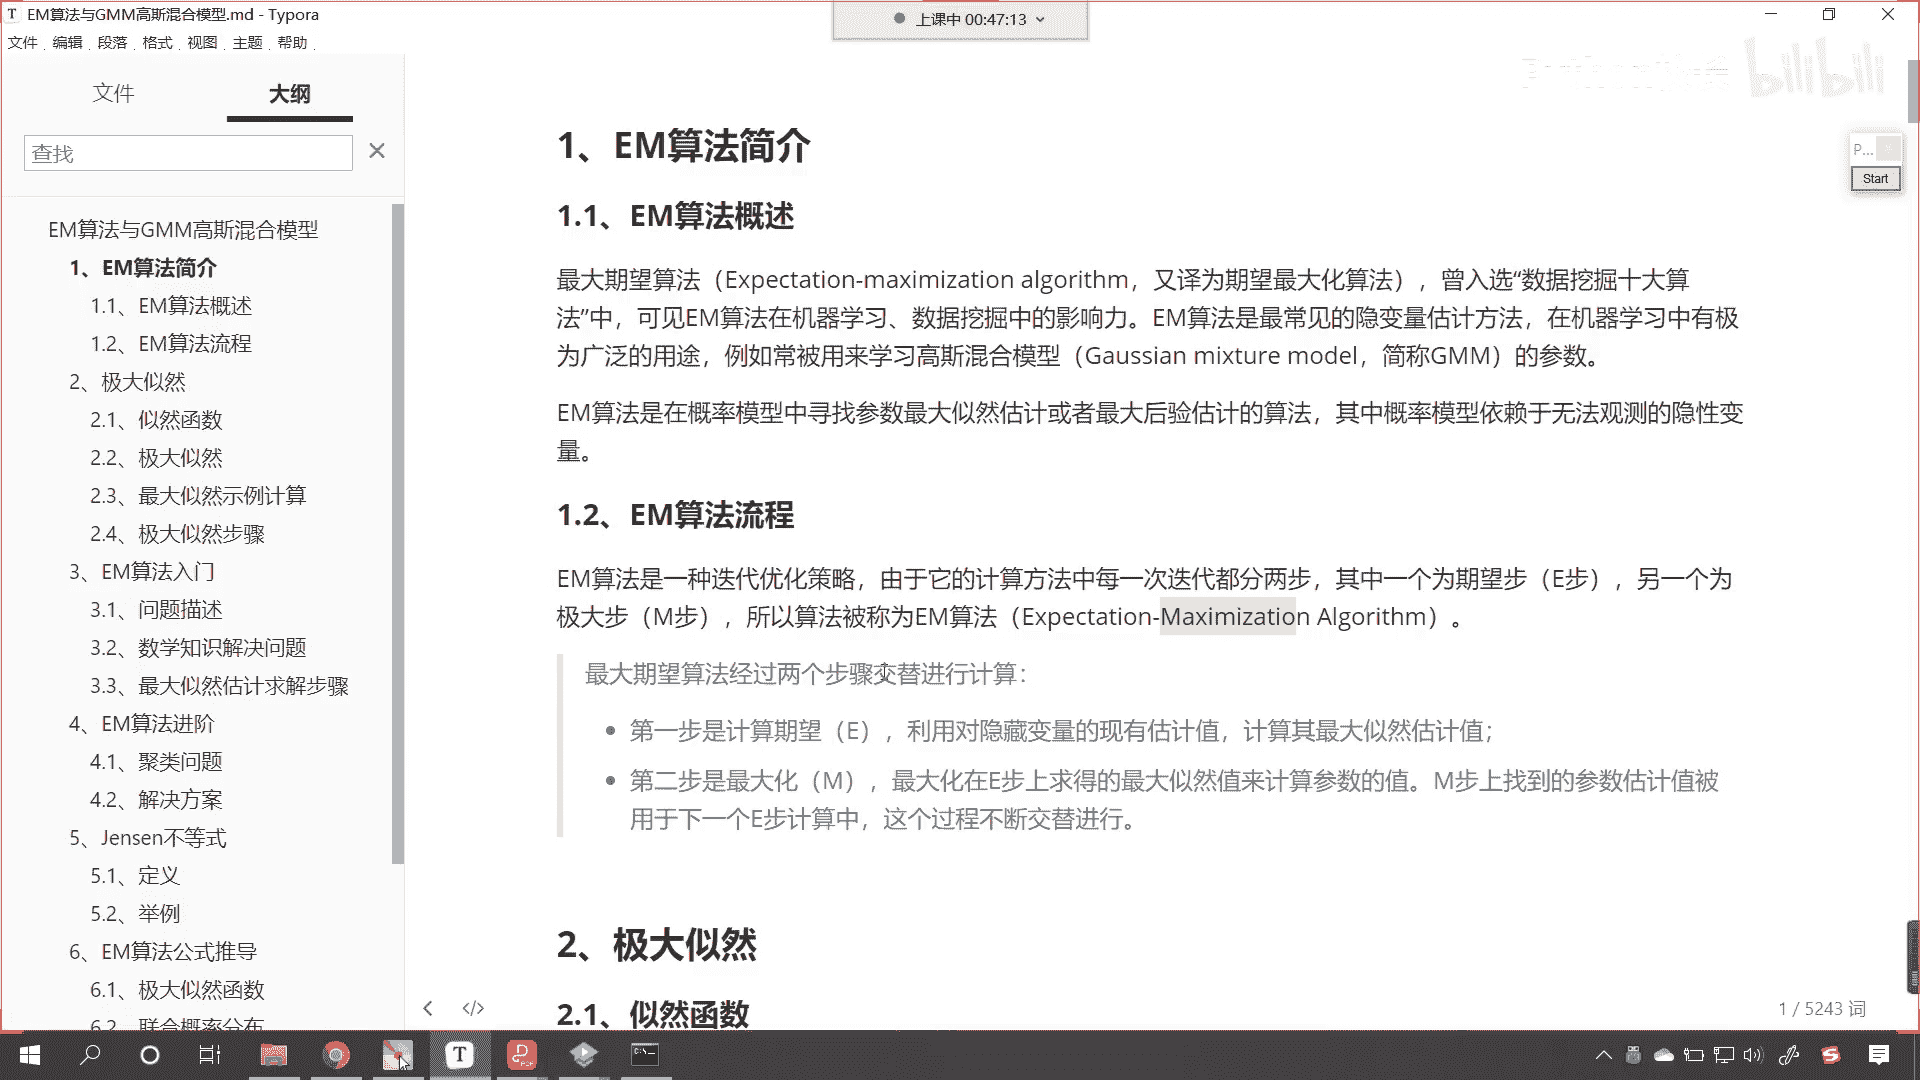 EM算法与GMM高斯混合模型.md - Typora
上课中 00:47:13
文件 编辑 段落 格式 视图 主题 帮助
bilibili
文件
大纲
查找
EM算法与GMM高斯混合模型
1、EM算法简介
1.1、EM算法概述
1.2、EM算法流程
2、极大似然
2.1、似然函数
2.2、极大似然
2.3、最大似然示例计算
2.4、极大似然步骤
3、EM算法入门
3.1、问题描述
3.2、数学知识解决问题
3.3、最大似然估计求解步骤
4、EM算法进阶
4.1、聚类问题
4.2、解决方案
5、Jensen不等式
5.1、定义
5.2、举例
6、EM算法公式推导
6.1、极大似然函数
6.2、联合概率分布
1、EM算法简介
1.1、EM算法概述
最大期望算法（Expectation-maximization algorithm，又译为期望最大化算法），曾入选“数据挖掘十大算
法”中，可见EM算法在机器学习、数据挖掘中的影响力。EM算法是最常见的隐变量估计方法，在机器学习中有极
为广泛的用途，例如常被用来学习高斯混合模型（Gaussian mixture model，简称GMM）的参数。
EM算法是在概率模型中寻找参数最大似然估计或者最大后验估计的算法，其中概率模型依赖于无法观测的隐性变
量。
1.2、EM算法流程
EM算法是一种迭代优化策略，由于它的计算方法中每一次迭代都分两步，其中一个为期望步（E步），另一个为
极大步（M步），所以算法被称为EM算法（Expectation-Maximization Algorithm）。
最大期望算法经过两个步骤交替进行计算：
第一步是计算期望（E），利用对隐藏变量的现有估计值，计算其最大似然估计值；
第二步是最大化（M），最大化在E步上求得的最大似然值来计算参数的值。M步上找到的参数估计值被
用于下一个E步计算中，这个过程不断交替进行。
2、极大似然
2.1、似然函数
P...
Start
1 / 5243 词